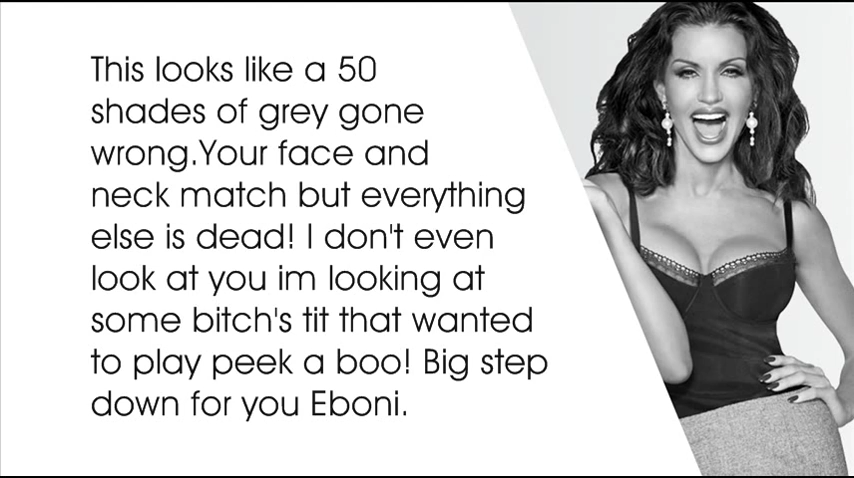 This looks like a 50
shades of grey gone
wrong.Your face and
neck match but everything
else is dead! I don't even
look at you im looking at
some bitch's tit that wanted
to play peek a boo! Big step
down for you Eboni.